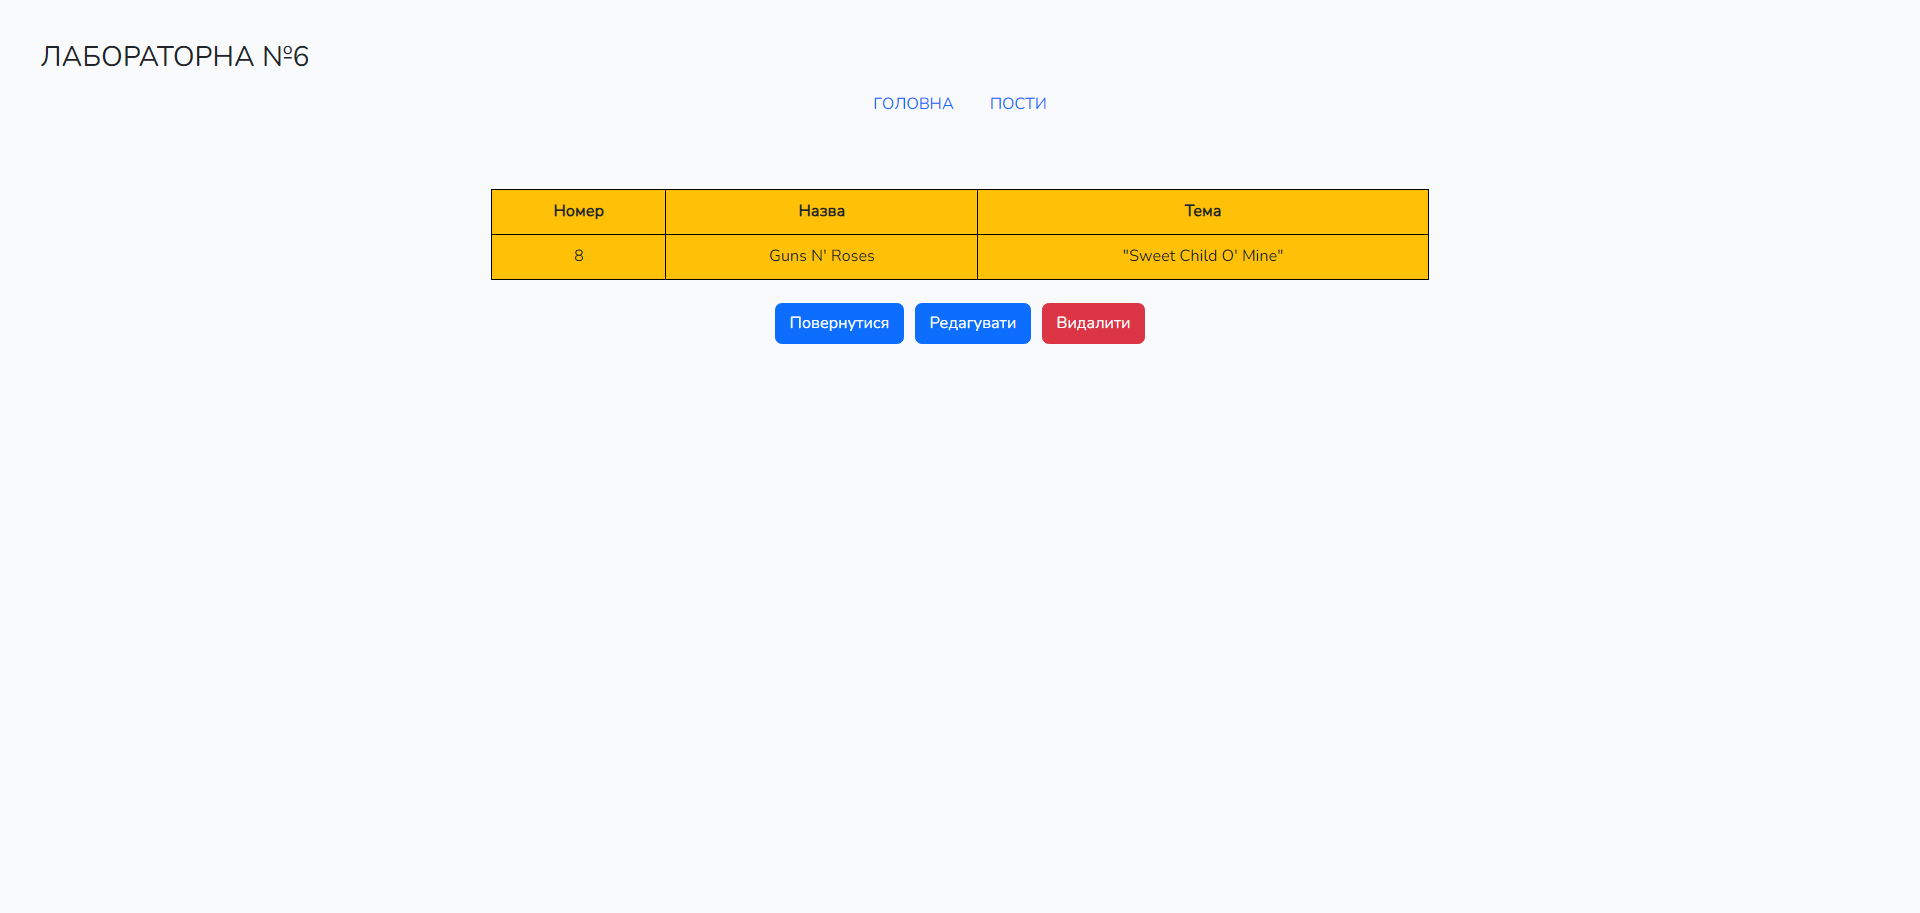 ЛАБОРАТОРНА №6
ГОЛОВНА ПОСТИ
Номер Назва Тема
8 Guns N' Roses "Sweet Child O' Mine"
Повернутися Редагувати Видалити